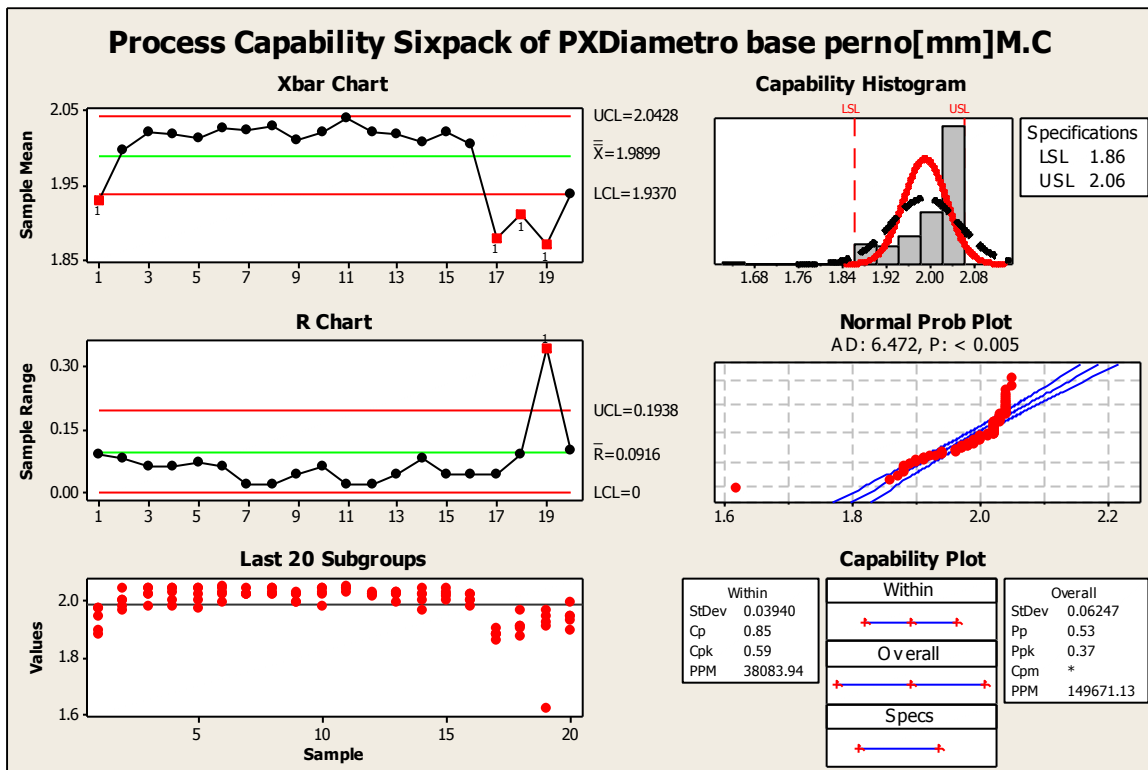 Process Capability Sixpack of PXDiametro base perno[mm]M.C
Xbar Chart
Sample Mean
2.05
1.95
1.85
1
1
1
1
UCL=2.0428
X=1.9899
LCL=1.9370
1 3 5 7 9 11 13 15 17 19
R Chart
Sample Range
0.30
0.15
0.00
1
UCL=0.1938
R=0.0916
LCL=0
1 3 5 7 9 11 13 15 17 19
Last 20 Subgroups
Values
2.0
1.8
1.6
5 10 15 20
Sample
Capability Histogram
LSL USL
1.68 1.76 1.84 1.92 2.00 2.08
Specifications
LSL 1.86
USL 2.06
Normal Prob Plot
AD: 6.472, P: < 0.005
1.6 1.8 2.0 2.2
Capability Plot
Within
StDev 0.03940
Cp 0.85
Cpk 0.59
PPM 38083.94
Within
Overall
Specs
Overall
StDev 0.06247
Pp 0.53
Ppk 0.37
Cpm *
PPM 149671.13